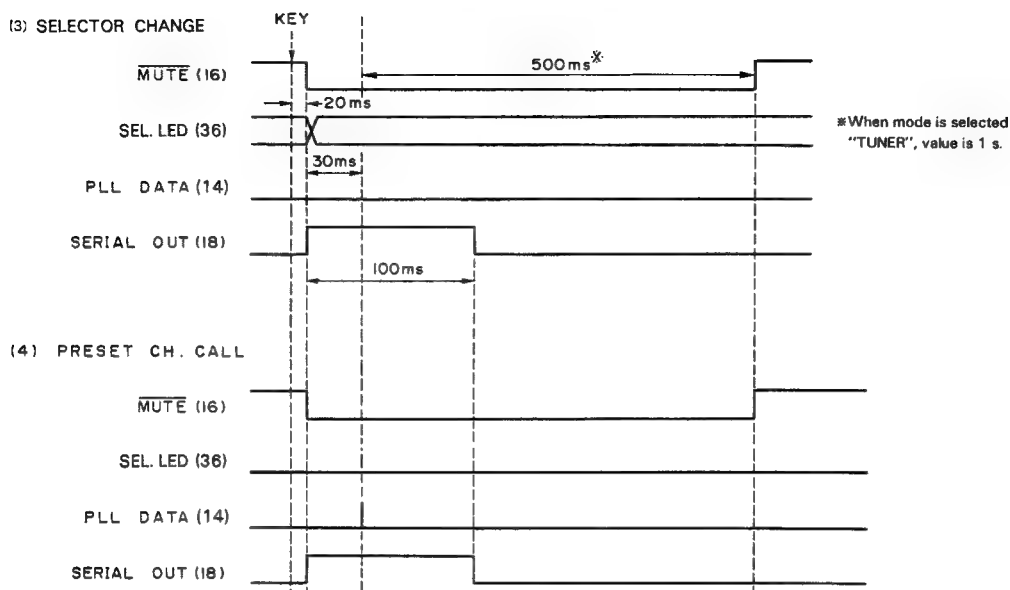 KEY
(3) SELECTOR CHANGE
MUTE (16)
500ms※
20ms
SEL. LED (36)
※When mode is selected
"TUNER", value is 1 s.
30ms
PLL DATA (14)
SERIAL OUT (18)
100ms
(4) PRESET CH. CALL
MUTE (16)
SEL. LED (36)
PLL DATA (14)
SERIAL OUT (18)